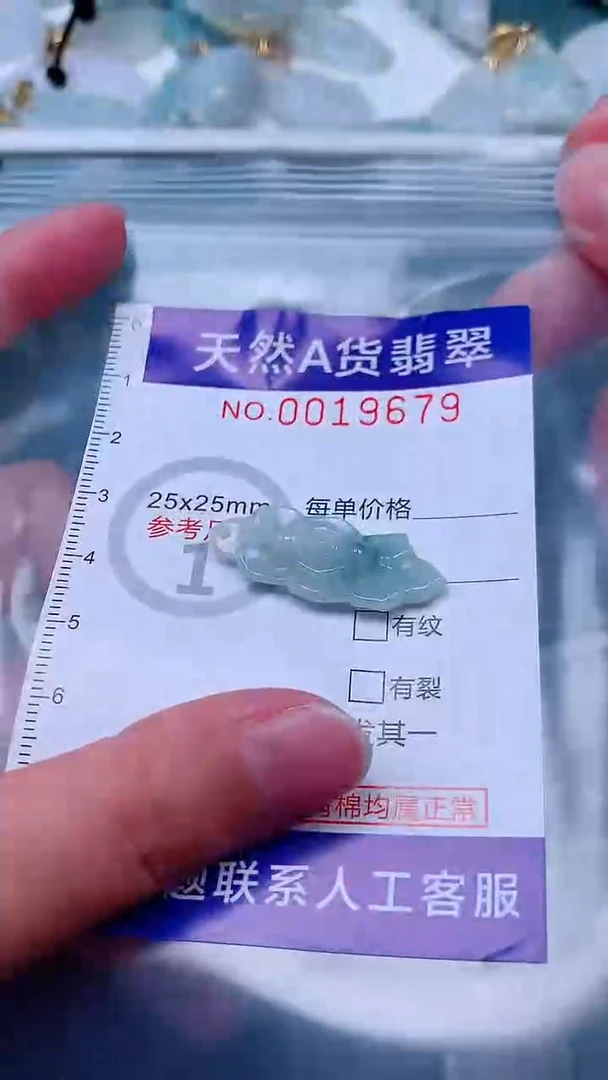 天然A货翡翠
NO.0019679
0
1
2
3
4
5
6
25x25mm
每单价格
参考
1
有纹
有裂
其一
棉均属正常
联系人工客服